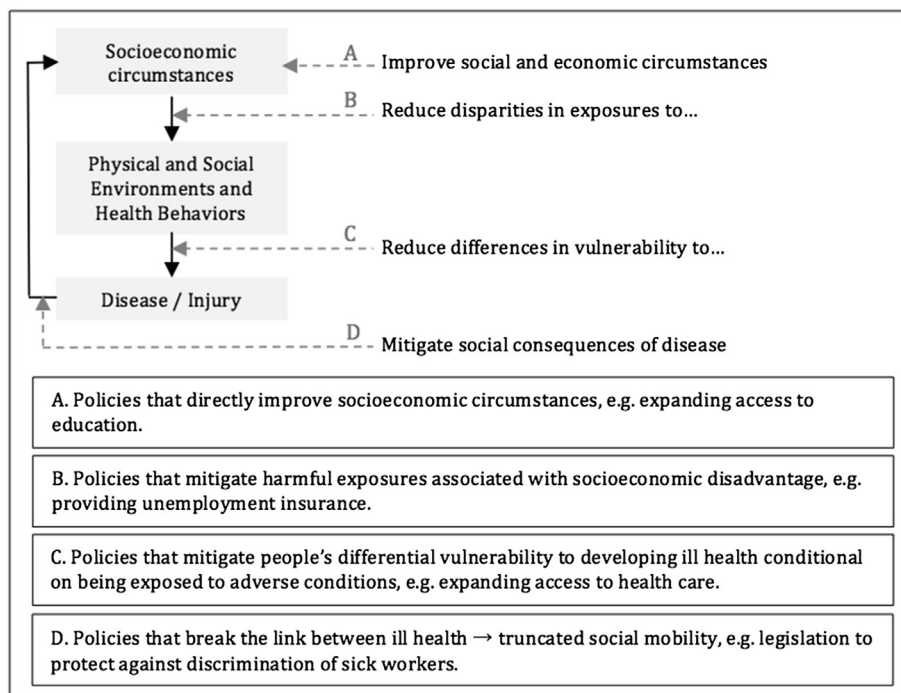 Socioeconomic
circumstances
A
Improve social and economic circumstances
B
Reduce disparities in exposures to…
Physical and Social
Environments and
Health Behaviors
C
Reduce differences in vulnerability to…
Disease / Injury
D
Mitigate social consequences of disease
A. Policies that directly improve socioeconomic circumstances, e.g. expanding access to
education.
B. Policies that mitigate harmful exposures associated with socioeconomic disadvantage, e.g.
providing unemployment insurance.
C. Policies that mitigate people’s differential vulnerability to developing ill health conditional
on being exposed to adverse conditions, e.g. expanding access to health care.
D. Policies that break the link between ill health → truncated social mobility, e.g. legislation to
protect against discrimination of sick workers.